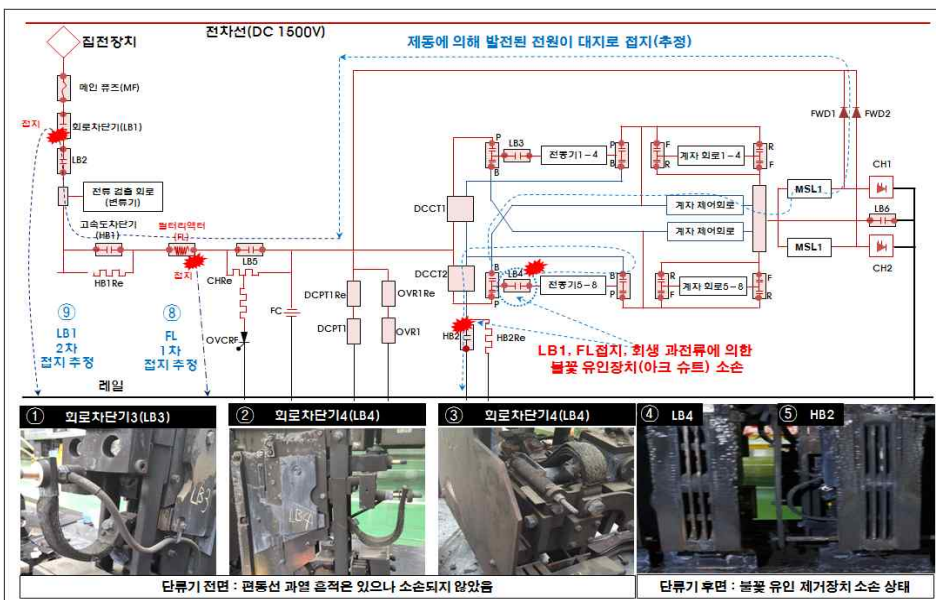 전차선(DC 1500V)
집전장치
제동에 의해 발전된 전원이 대지로 접지(추정)
메인 퓨즈(MF)
접지
회로차단기(LB1)
LB2
전류 검출 회로
(변류기)
고속도차단기
(HB1)
필터리액터
(FL)
접지
HB1Re
LB5
CHRe
OVCRF
FC
DCPT1Re
DCPT1
OVR1Re
OVR1
DCCT1
DCCT2
P
B
LB3
전동기1-4
P
B
F
R
계자 회로1-4
R
F
계자 제어회로
계자 제어회로
B
P
LB4
전동기5-8
B
P
R
F
계자 회로5-8
F
R
HB2
HB2Re
FWD1
FWD2
MSL1
MSL1
CH1
LB6
CH2
⑨
LB1
2차
접지 추정
⑧
FL
1차
접지 추정
LB1, FL접지, 회생 과전류에 의한
불꽃 유인장치(아크 슈트) 소손
레일
① 회로차단기3(LB3)
② 회로차단기4(LB4)
③ 회로차단기4(LB4)
④ LB4
⑤ HB2
LB3
LB4
단류기 전면 : 편동선 과열 흔적은 있으나 소손되지 않았음
단류기 후면 : 불꽃 유인 제거장치 소손 상태